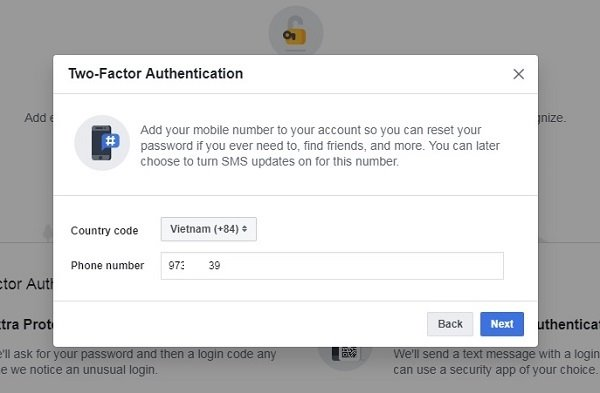 Two-Factor Authentication
Add
gnize.
Add your mobile number to your account so you can reset your
password if you ever need to, find friends, and more. You can later
choose to turn SMS updates on for this number.
Country code
Vietnam (+84)
Phone number
973 39
Back
Next
ctor Auth
xtra Prote
Authentica
e'll ask for your password and then a login code any
e we notice an unusual login.
We'll send a text message with a login
can use a security app of your choice.